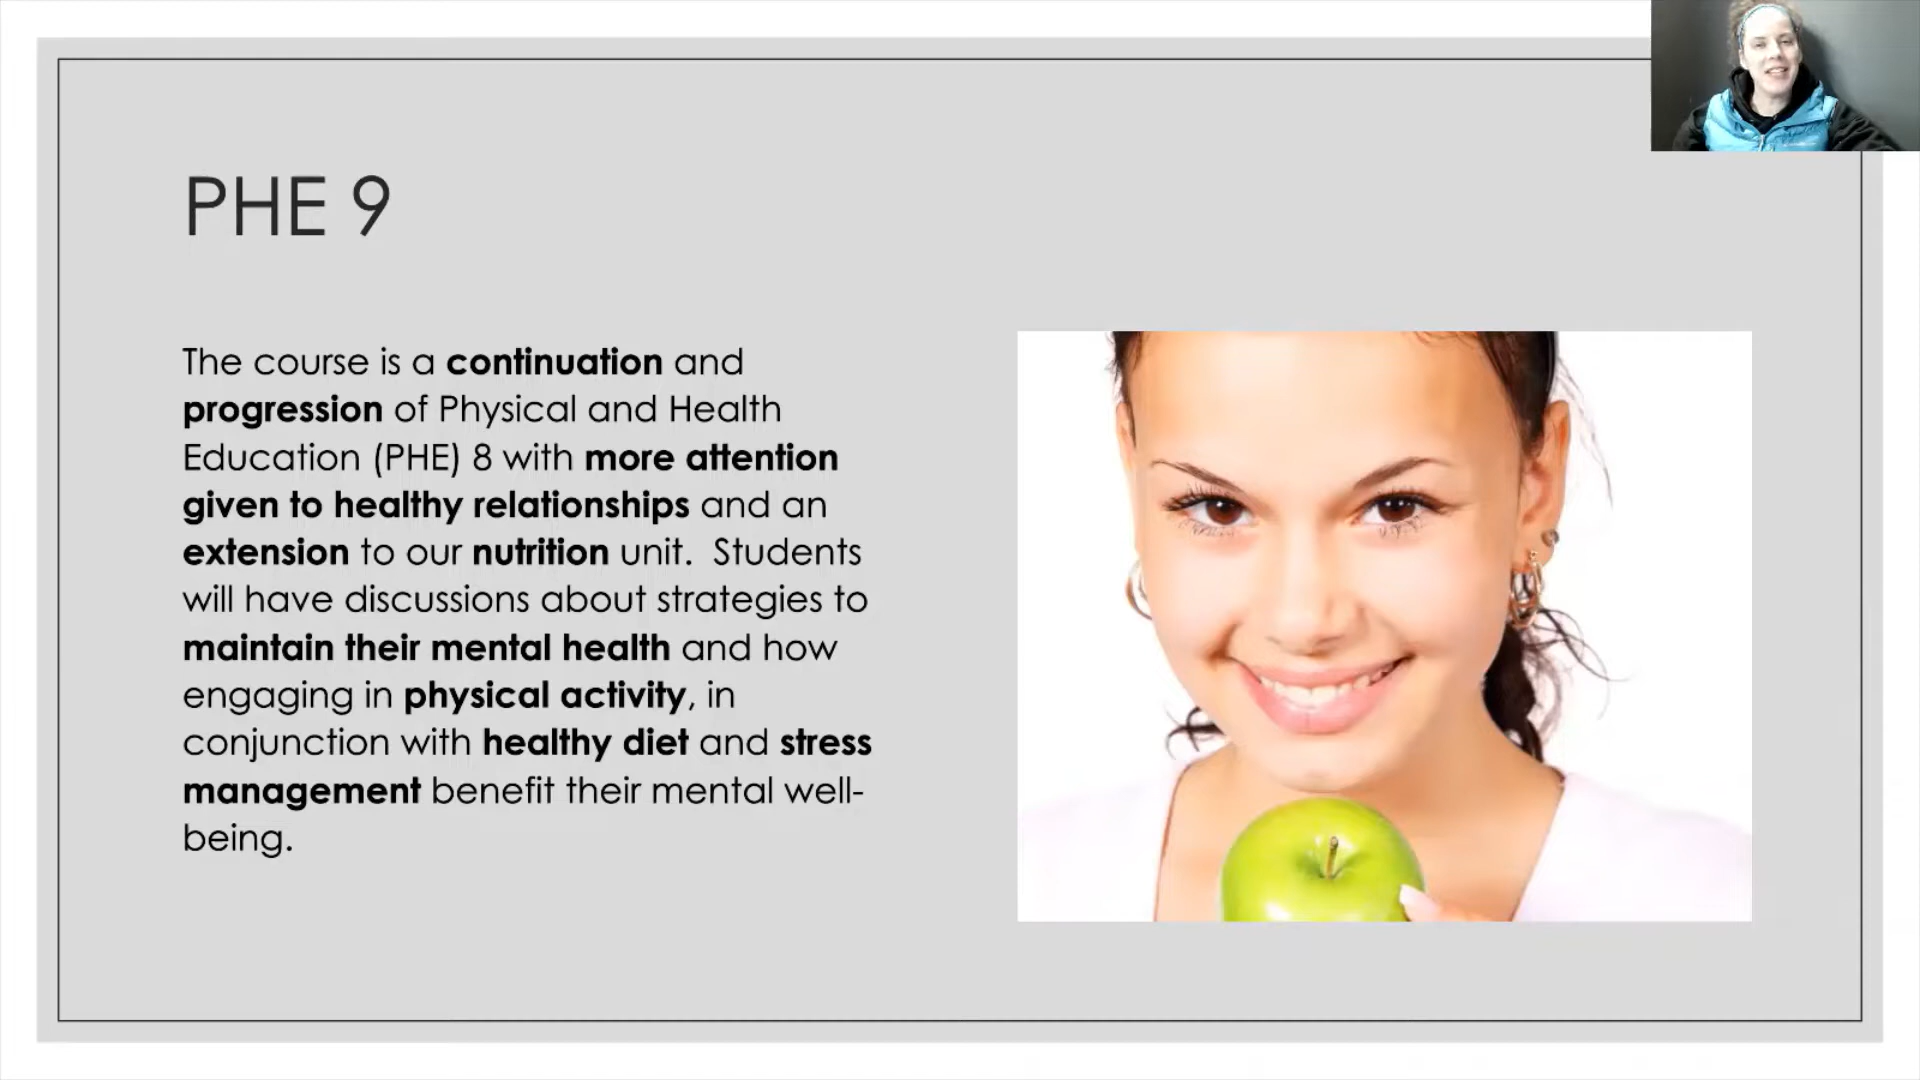 PHE 9
The course is a continuation and
progression of Physical and Health
Education (PHE) 8 with more attention
given to healthy relationships and an
extension to our nutrition unit.  Students
will have discussions about strategies to
maintain their mental health and how
engaging in physical activity, in
conjunction with healthy diet and stress
management benefit their mental well-
being.